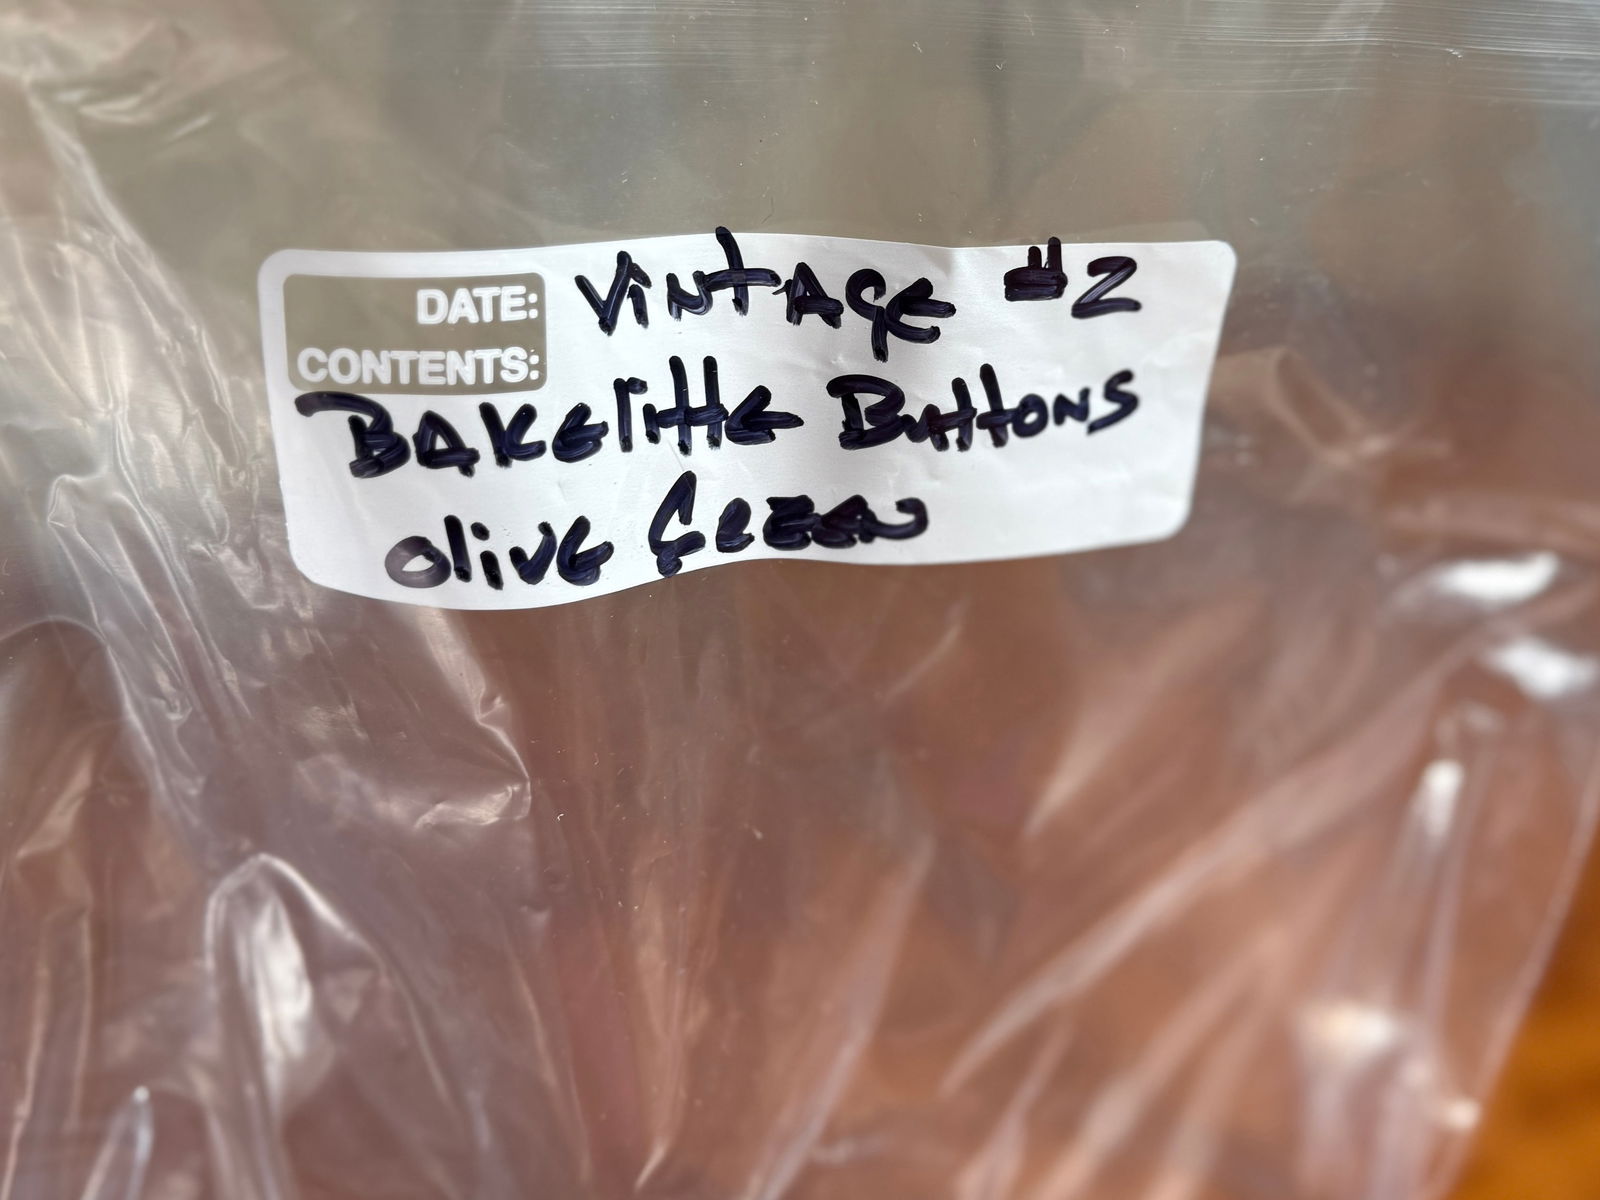 DATE: Vintage #2
CONTENTS:
Bakelitte Buttons
Olive Green